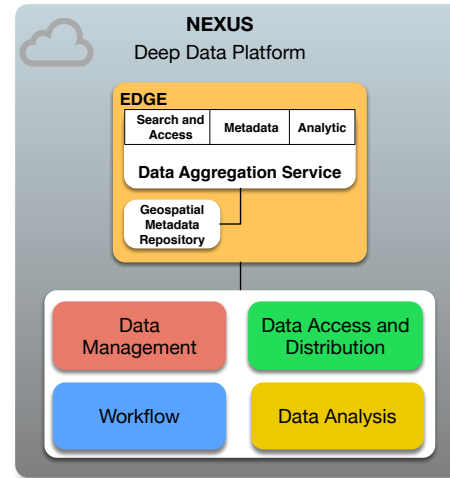 NEXUS
Deep Data Platform
EDGE
Search and
Access
Metadata
Analytic
Data Aggregation Service
Geospatial
Metadata
Repository
Data
Management
Data Access and
Distribution
Workflow
Data Analysis